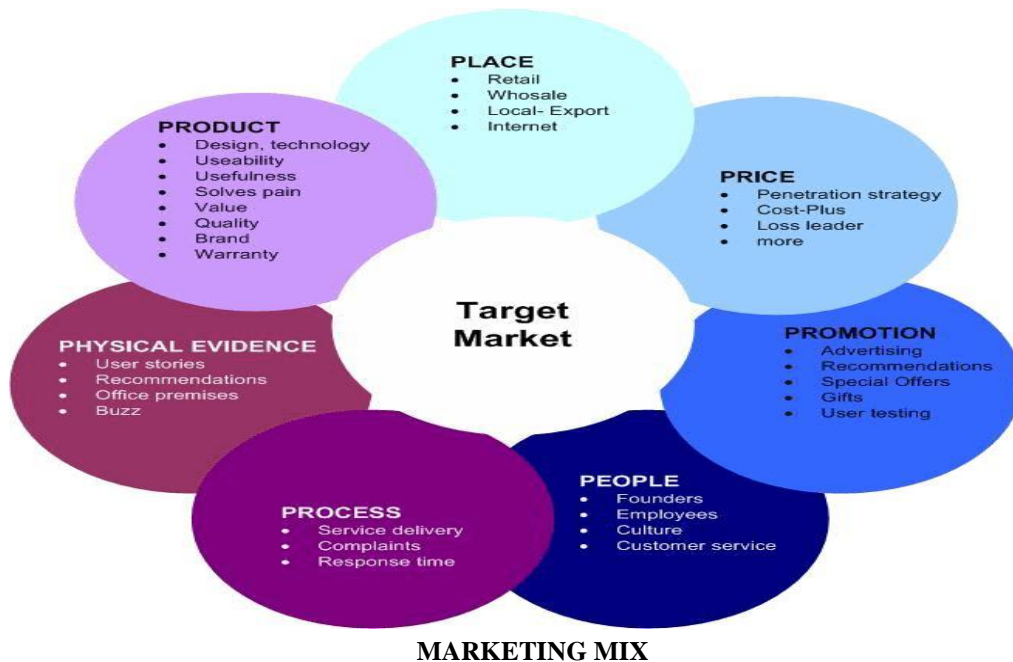 PLACE
• Retail
• Whosale
• Local- Export
• Internet
PRICE
• Penetration strategy
• Cost-Plus
• Loss leader
• more
PROMOTION
• Advertising
• Recommendations
• Special Offers
• Gifts
• User testing
PEOPLE
• Founders
• Employees
• Culture
• Customer service
PROCESS
• Service delivery
• Complaints
• Response time
PHYSICAL EVIDENCE
• User stories
• Recommendations
• Office premises
• Buzz
PRODUCT
• Design, technology
• Useability
• Usefulness
• Solves pain
• Value
• Quality
• Brand
• Warranty
Target
Market
MARKETING MIX